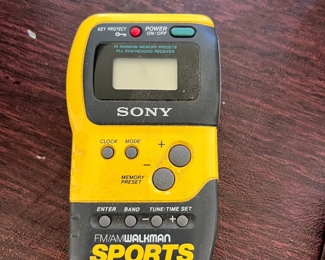 KEY PROTECT POWER
ON/OFF
10 RANDOM MEMORY PRESETS
PLL SYNTHESIZED RECEIVER
SONY
CLOCK MODE +
−
MEMORY
PRESET
ENTER BAND TUNE/TIME SET
− +
FM/AM WALKMAN
SPORTS